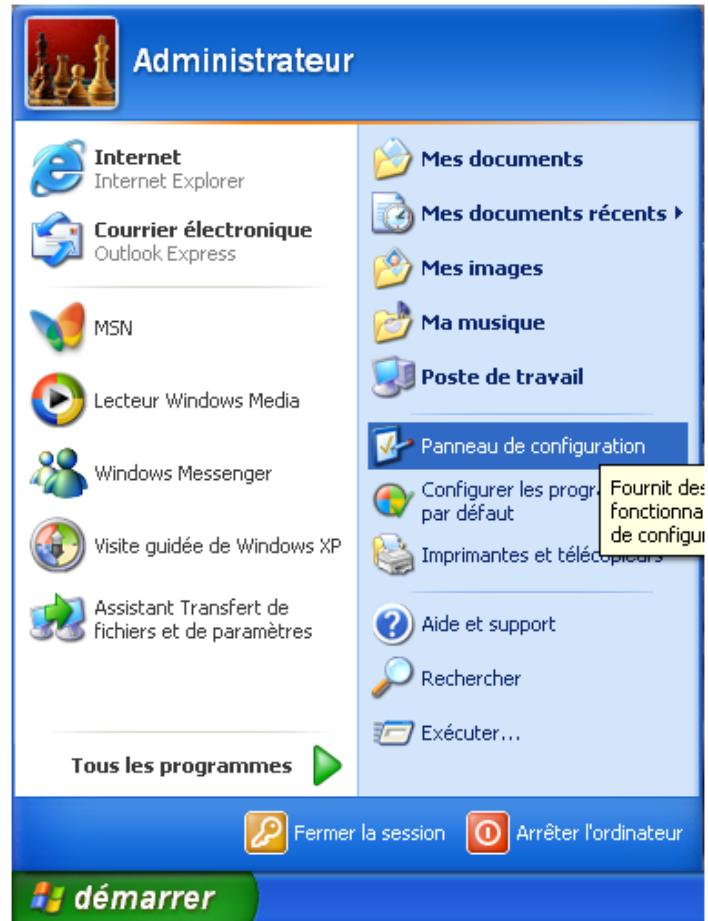 Administrateur
Internet
Internet Explorer
Courrier électronique
Outlook Express
MSN
Lecteur Windows Media
Windows Messenger
Visite guidée de Windows XP
Assistant Transfert de
fichiers et de paramètres
Tous les programmes
Mes documents
Mes documents récents
Mes images
Ma musique
Poste de travail
Panneau de configuration
Configurer les progr
par défaut
Fournit des
fonctionna
de configu
Imprimantes et télécopieurs
Aide et support
Rechercher
Exécuter...
Fermer la session
Arrêter l'ordinateur
démarrer